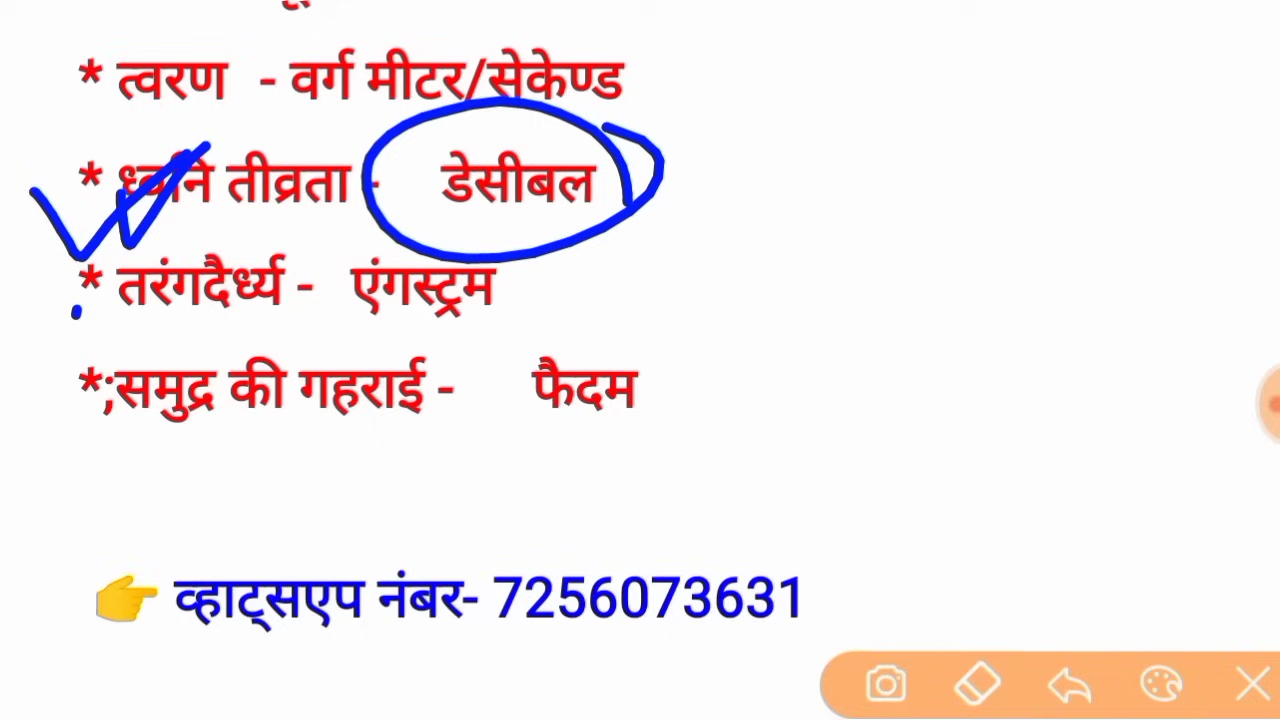 * त्वरण - वर्ग मीटर/सेकेण्ड
* ध्वनि तीव्रता - डेसीबल
* तरंगदैर्ध्य - एंगस्ट्रम
*;समुद्र की गहराई - फैदम
👉 व्हाट्सएप नंबर- 7256073631